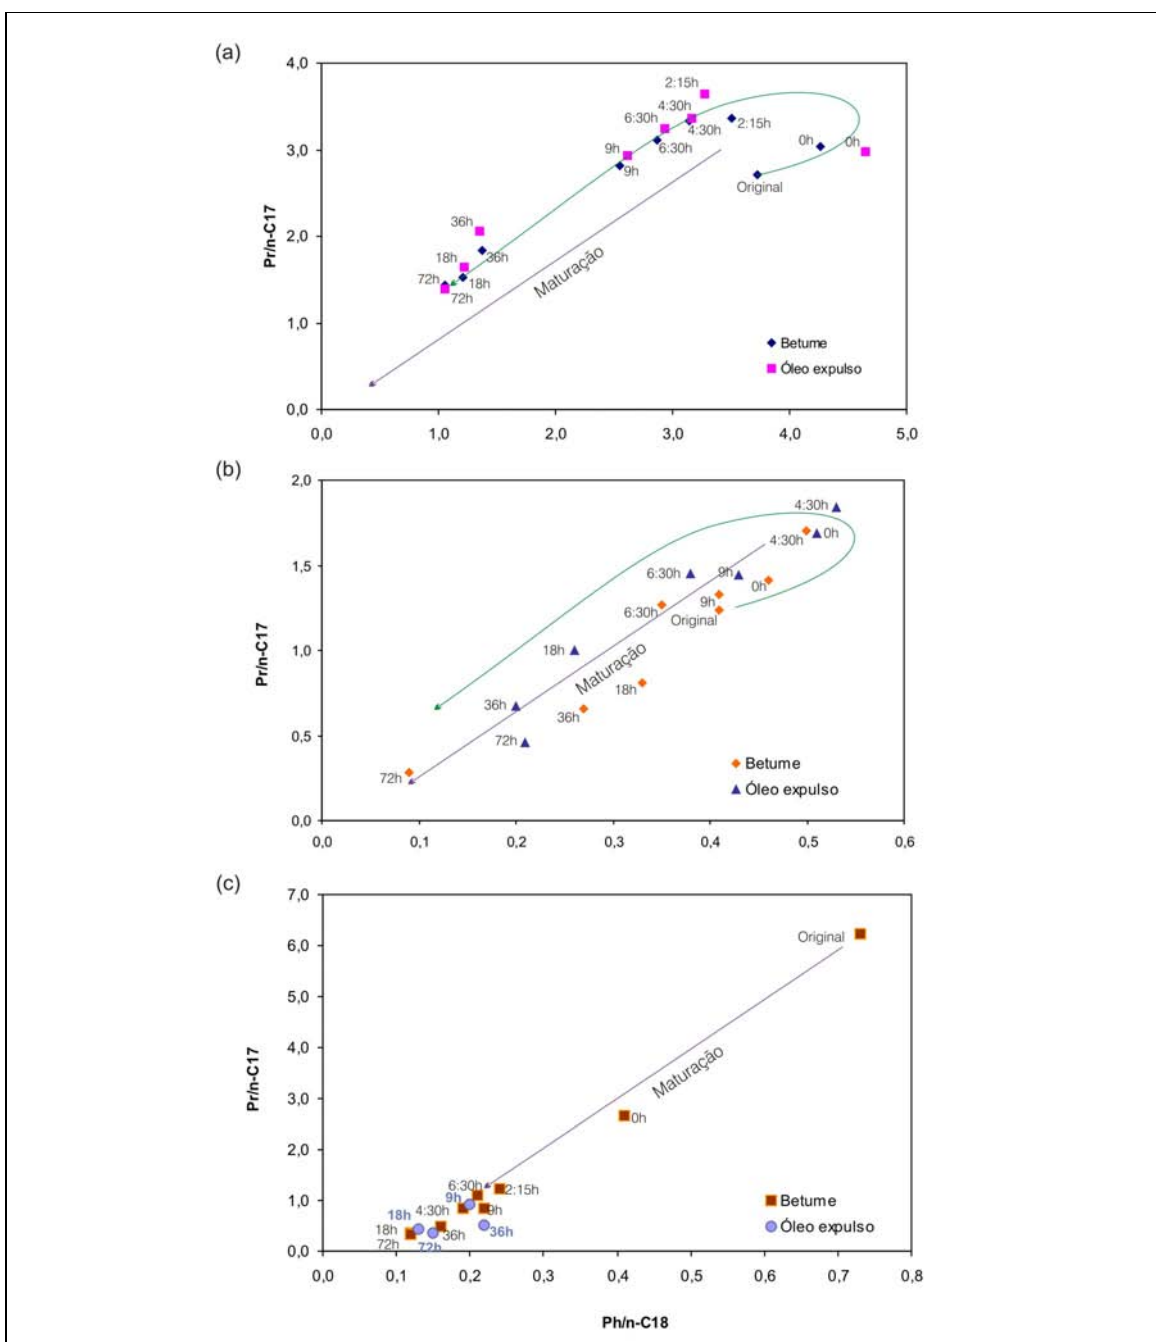 (a)
4,0
2:15h
4:30h
6:30h
4:30h
2:15h
6:30h
0h
0h
9h
9h
3,0
Original
Pr/n-C17
2,0
36h
36h
18h
18h
72h
72h
Maturação
1,0
Betume
Óleo expulso
0,0
0,0 1,0 2,0 3,0 4,0 5,0
(b)
2,0
4:30h
4:30h
0h
1,5
6:30h
9h
0h
9h
6:30h
Original
Pr/n-C17
1,0
18h
Maturação
18h
36h
36h
0,5
72h
72h
Betume
Óleo expulso
0,0
0,0 0,1 0,2 0,3 0,4 0,5 0,6
(c)
7,0
Original
6,0
5,0
4,0
Pr/n-C17
Maturação
3,0
0h
2,0
6:30h
2:15h
9h
1,0
4:30h
9h
18h
18h
36h
36h
72h
72h
Betume
Óleo expulso
0,0
0,0 0,1 0,2 0,3 0,4 0,5 0,6 0,7 0,8
Ph/n-C18